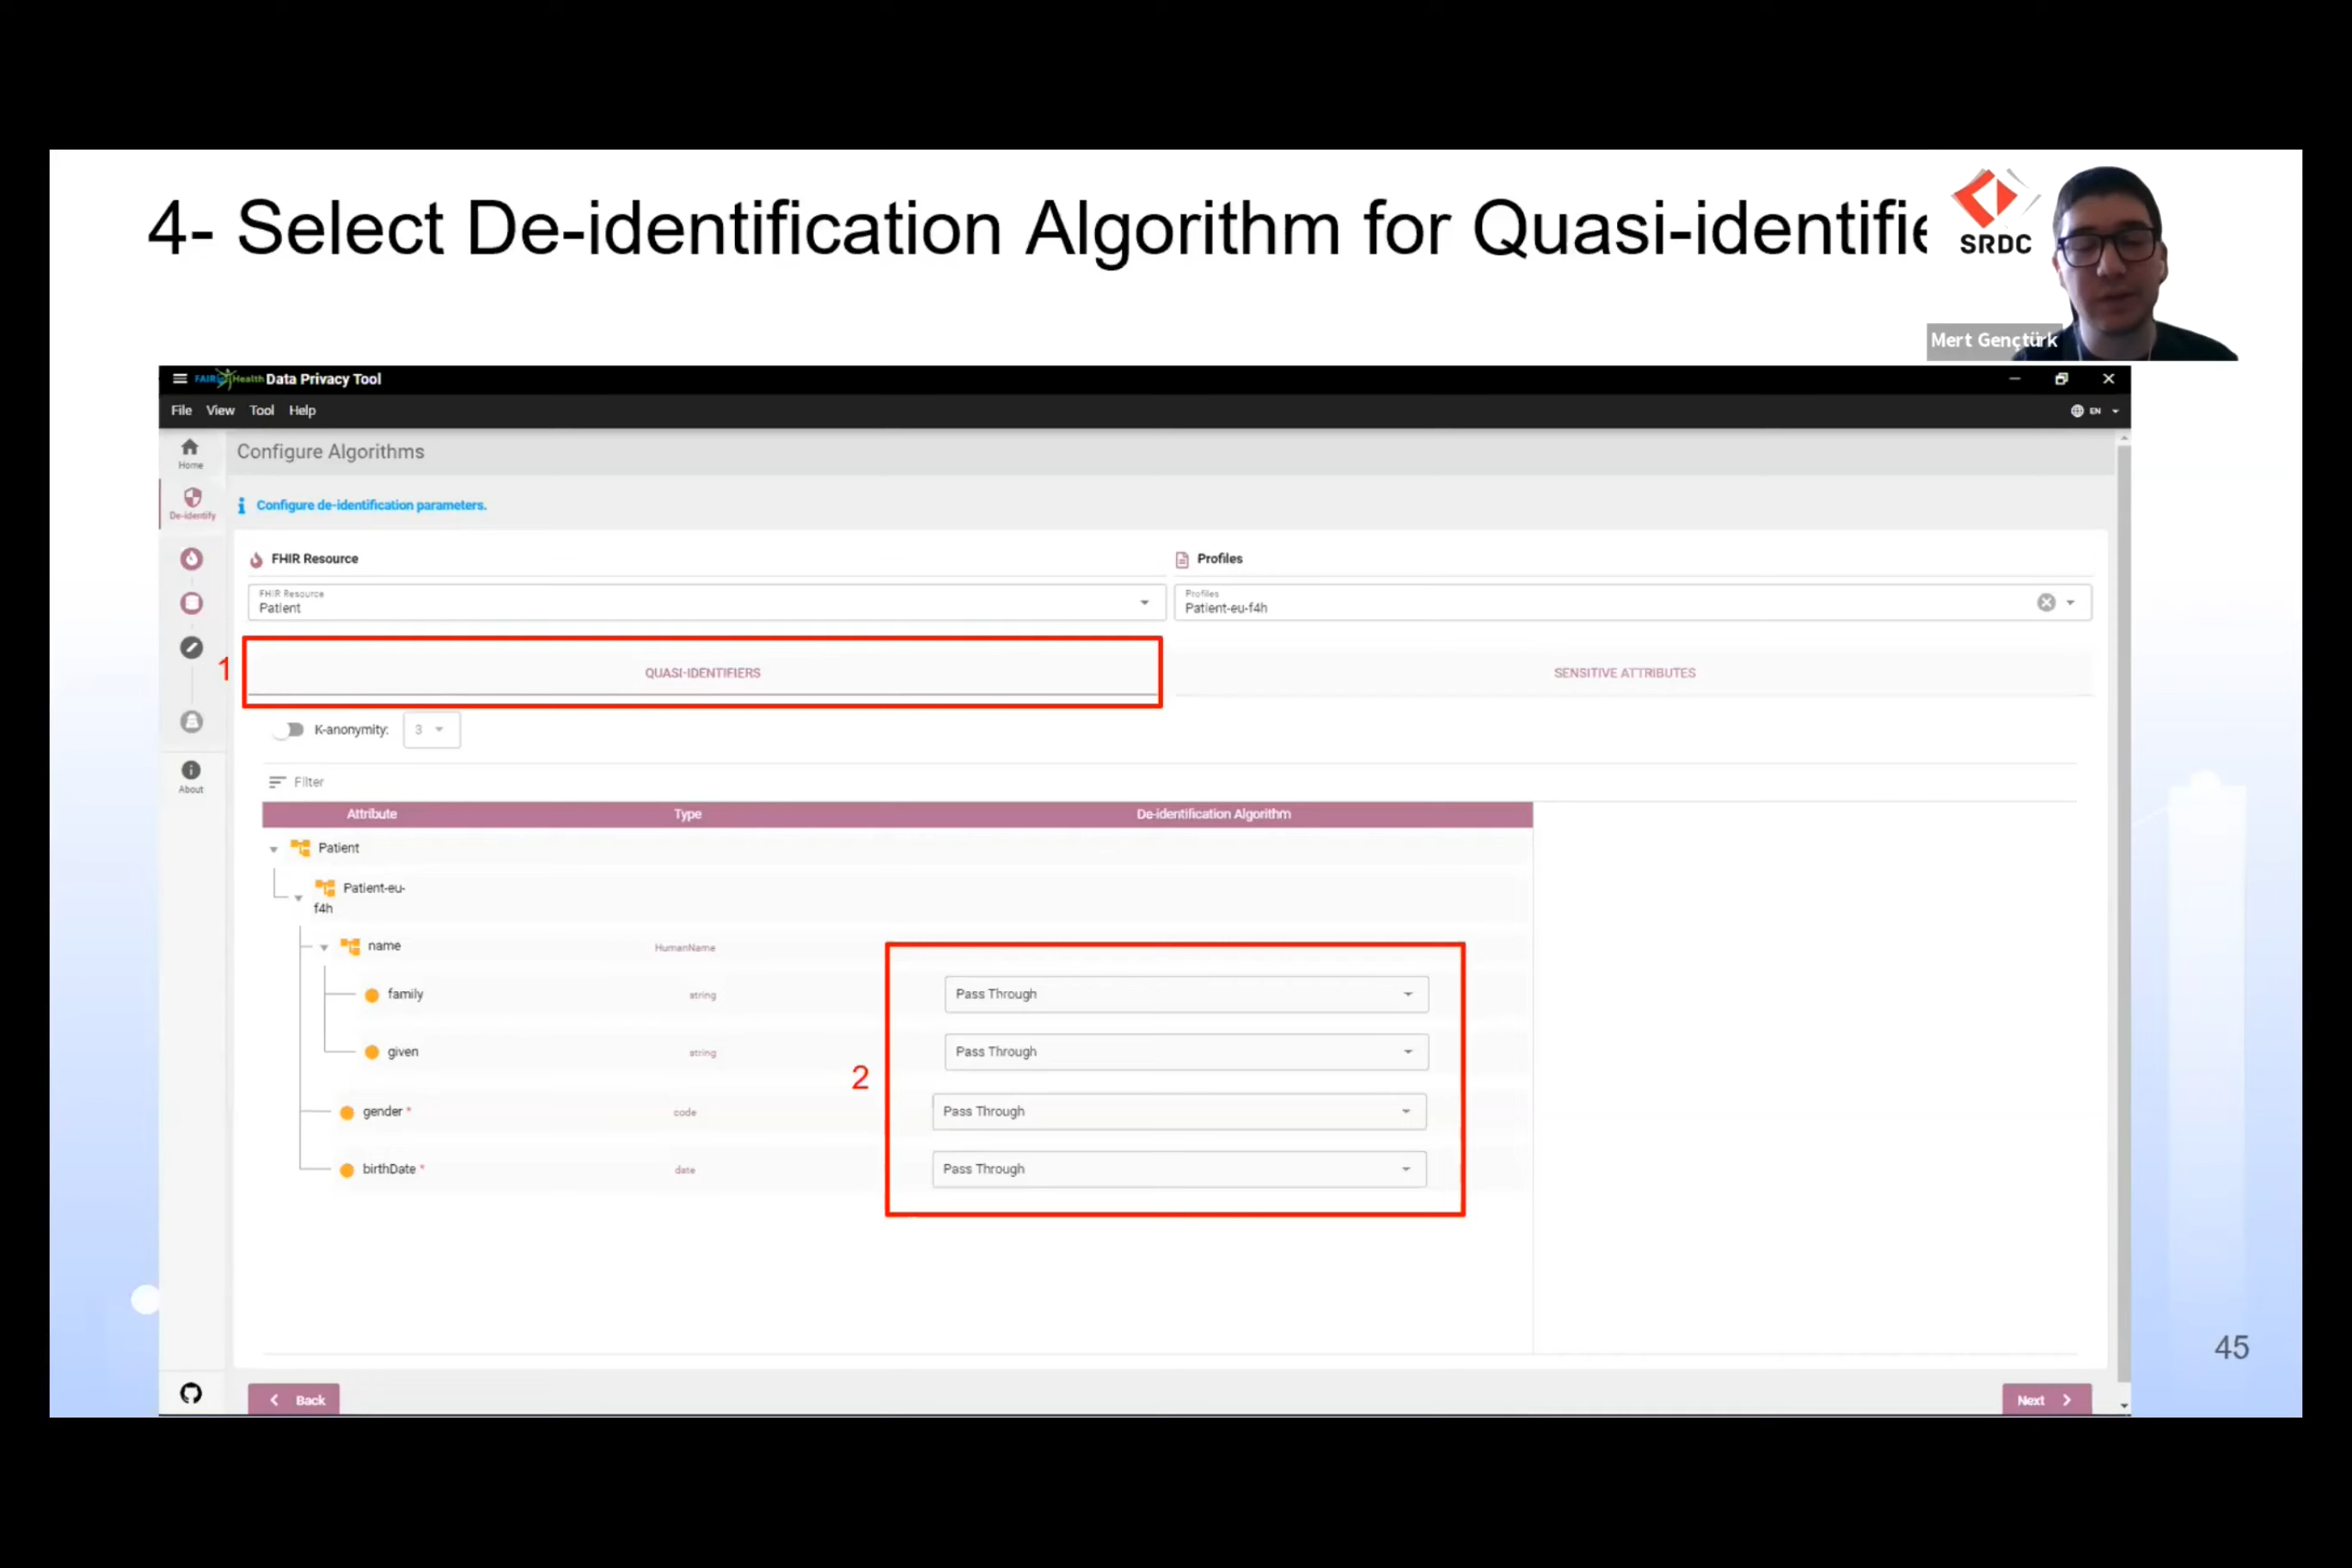 4- Select De-identification Algorithm for Quasi-identifie
SRDC
Mert Gençtürk
FAIR4Health Data Privacy Tool
File View Tool Help
EN
Home
Configure Algorithms
De-identify
Configure de-identification parameters.
FHIR Resource
Profiles
FHIR Resource
Patient
Profiles
Patient-eu-f4h
1
QUASI-IDENTIFIERS
SENSITIVE ATTRIBUTES
K-anonymity: 3
About
Filter
Attribute Type De-identification Algorithm
Patient
Patient-eu-
f4h
name HumanName
family string Pass Through
given string Pass Through
2
gender * code Pass Through
birthDate * date Pass Through
45
Back
Next